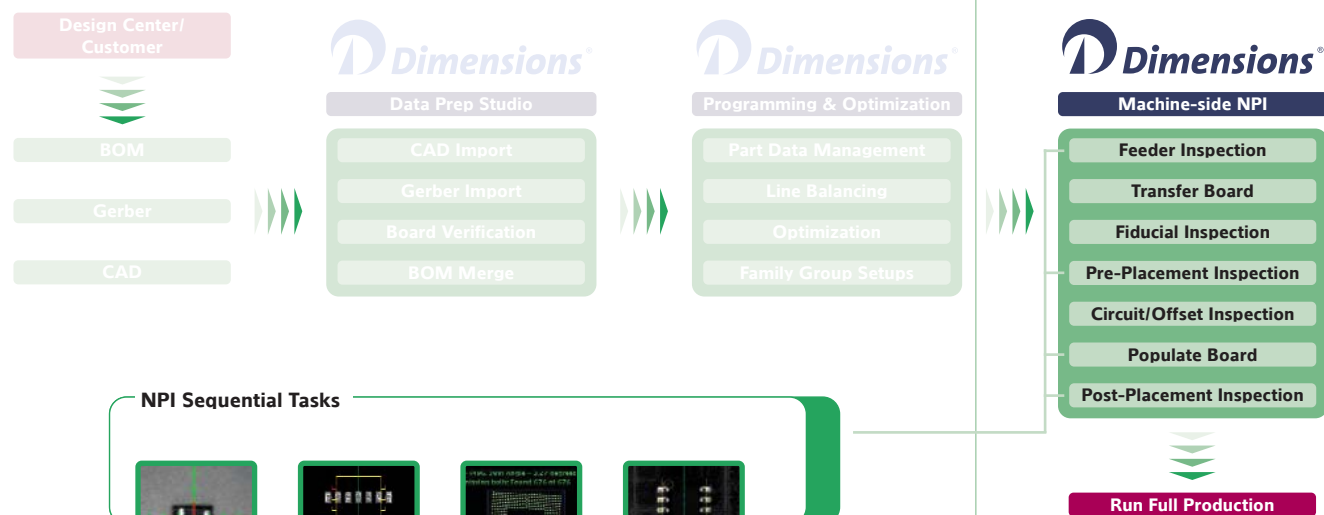 Design Center/
Customer
BOM
Gerber
CAD
Dimensions®
Data Prep Studio
CAD Import
Gerber Import
Board Verification
BOM Merge
Dimensions®
Programming & Optimization
Part Data Management
Line Balancing
Optimization
Family Group Setups
Dimensions®
Machine-side NPI
Feeder Inspection
Transfer Board
Fiducial Inspection
Pre-Placement Inspection
Circuit/Offset Inspection
Populate Board
Post-Placement Inspection
Run Full Production
NPI Sequential Tasks